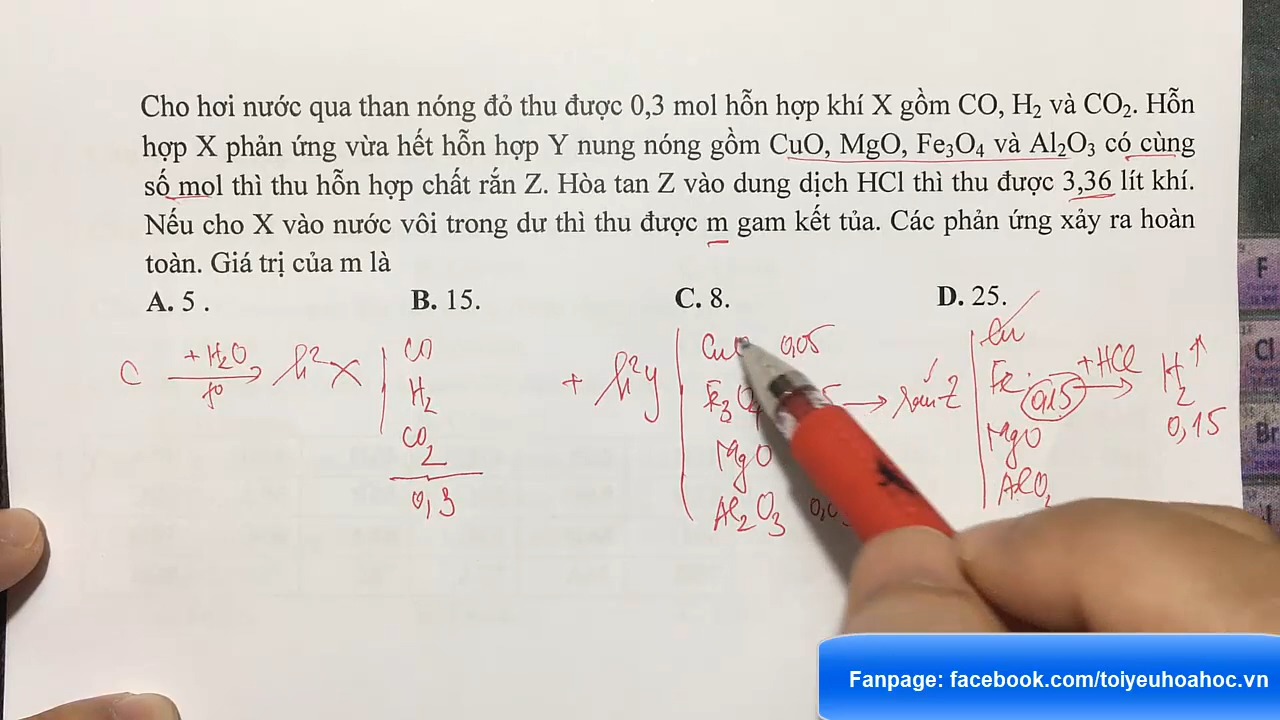 Cho hơi nước qua than nóng đỏ thu được 0,3 mol hỗn hợp khí X gồm CO, H₂ và CO₂. Hỗn
hợp X phản ứng vừa hết hỗn hợp Y nung nóng gồm CuO, MgO, Fe₃O₄ và Al₂O₃ có cùng
số mol thì thu hỗn hợp chất rắn Z. Hòa tan Z vào dung dịch HCl thì thu được 3,36 lít khí.
Nếu cho X vào nước vôi trong dư thì thu được m gam kết tủa. Các phản ứng xảy ra hoàn
toàn. Giá trị của m là
A. 5 . B. 15. C. 8. D. 25.
C + H₂O t° → h² X CO + h² Y 0,05 Cu
H₂ → rắn Z Fe 0,15 + HCl → H₂ ↑
CO₂ MgO MgO 0,15
0,3 Al₂O₃
F
Cl
Br
Fanpage: facebook.com/toiyeuhoahoc.vn